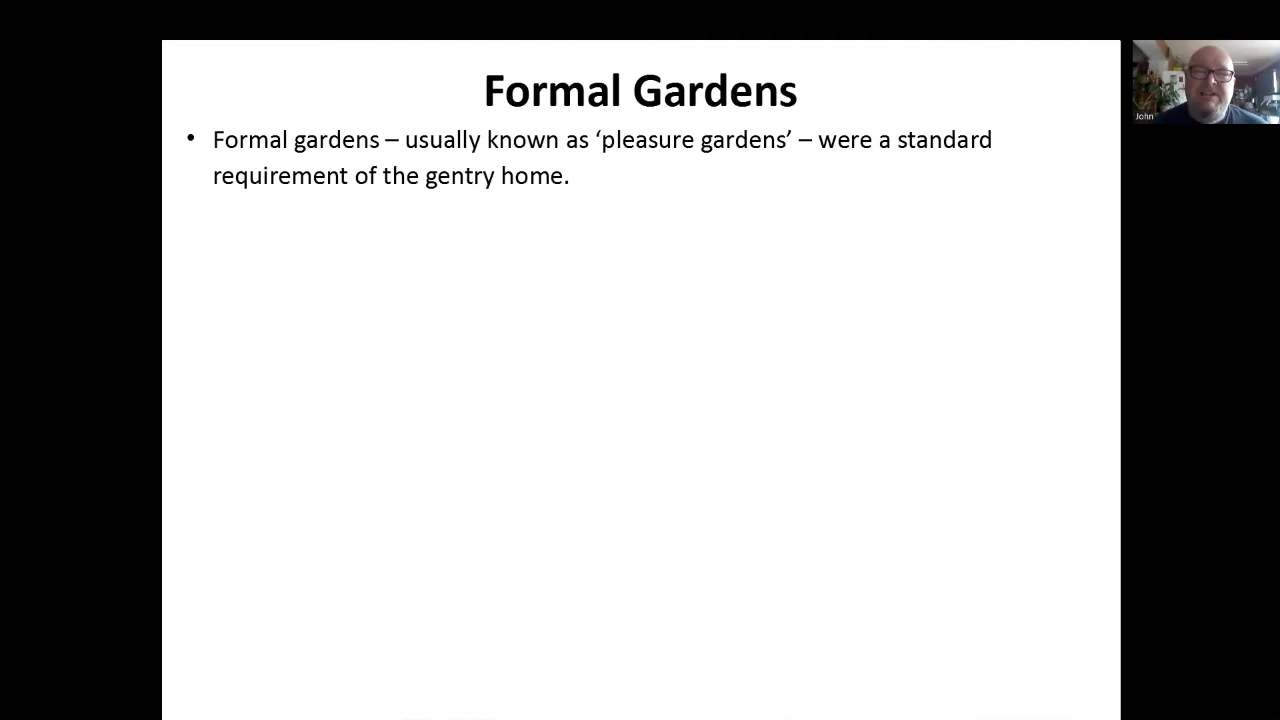 Formal Gardens
• Formal gardens – usually known as ‘pleasure gardens’ – were a standard
requirement of the gentry home.
John